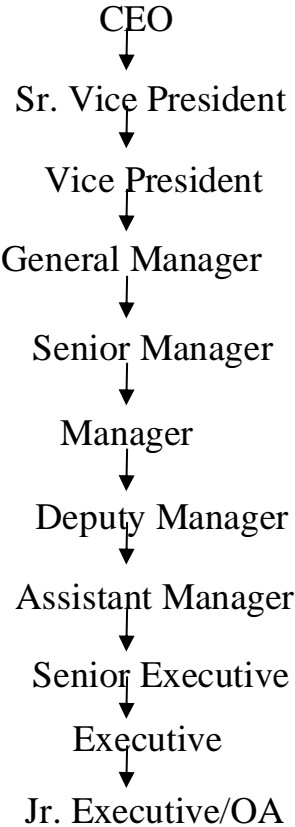 CEO
Sr. Vice President
Vice President
General Manager
Senior Manager
Manager
Deputy Manager
Assistant Manager
Senior Executive
Executive
Jr. Executive/OA